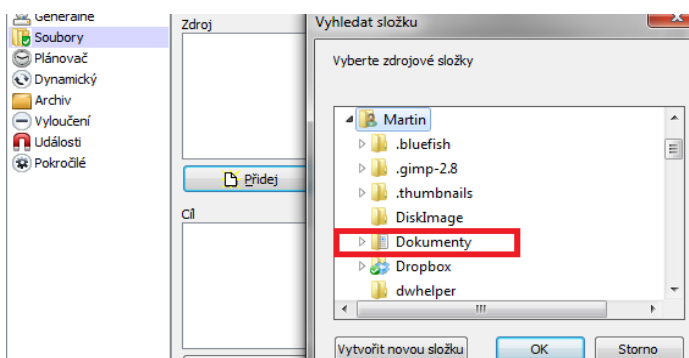 Generálně
Soubory
Plánovač
Dynamický
Archiv
Vyloučení
Události
Pokročilé
Zdroj
Přidej
Cíl
Vyhledat složku
Vyberte zdrojové složky
Martin
.bluefish
.gimp-2.8
.thumbnails
DiskImage
Dokumenty
Dropbox
dwhelper
Vytvořit novou složku
OK
Storno